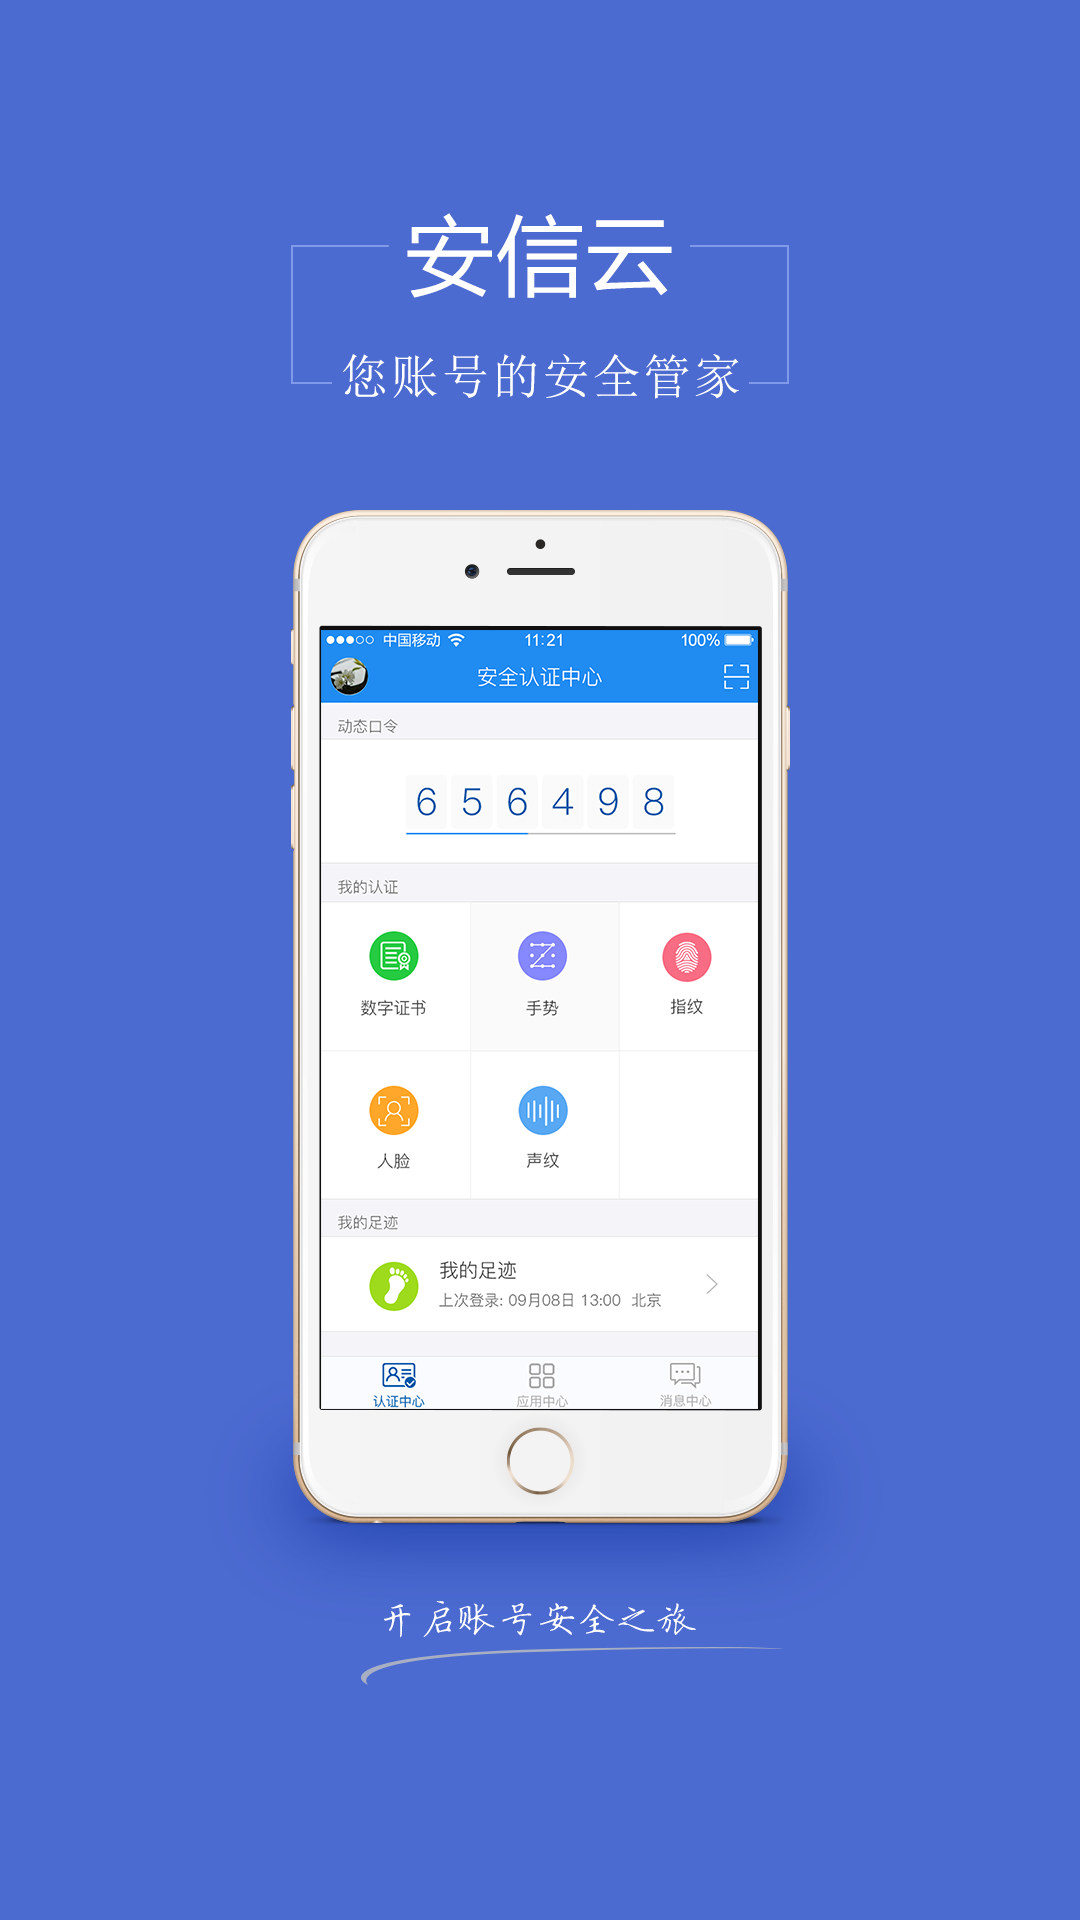 安信云
您账号的安全管家
中国移动 11:21 100%
安全认证中心
动态口令
6 5 6 4 9 8
我的认证
数字证书 手势 指纹
人脸 声纹
我的足迹
我的足迹
上次登录: 09月08日 13:00 北京
认证中心 应用中心 消息中心
开启账号安全之旅